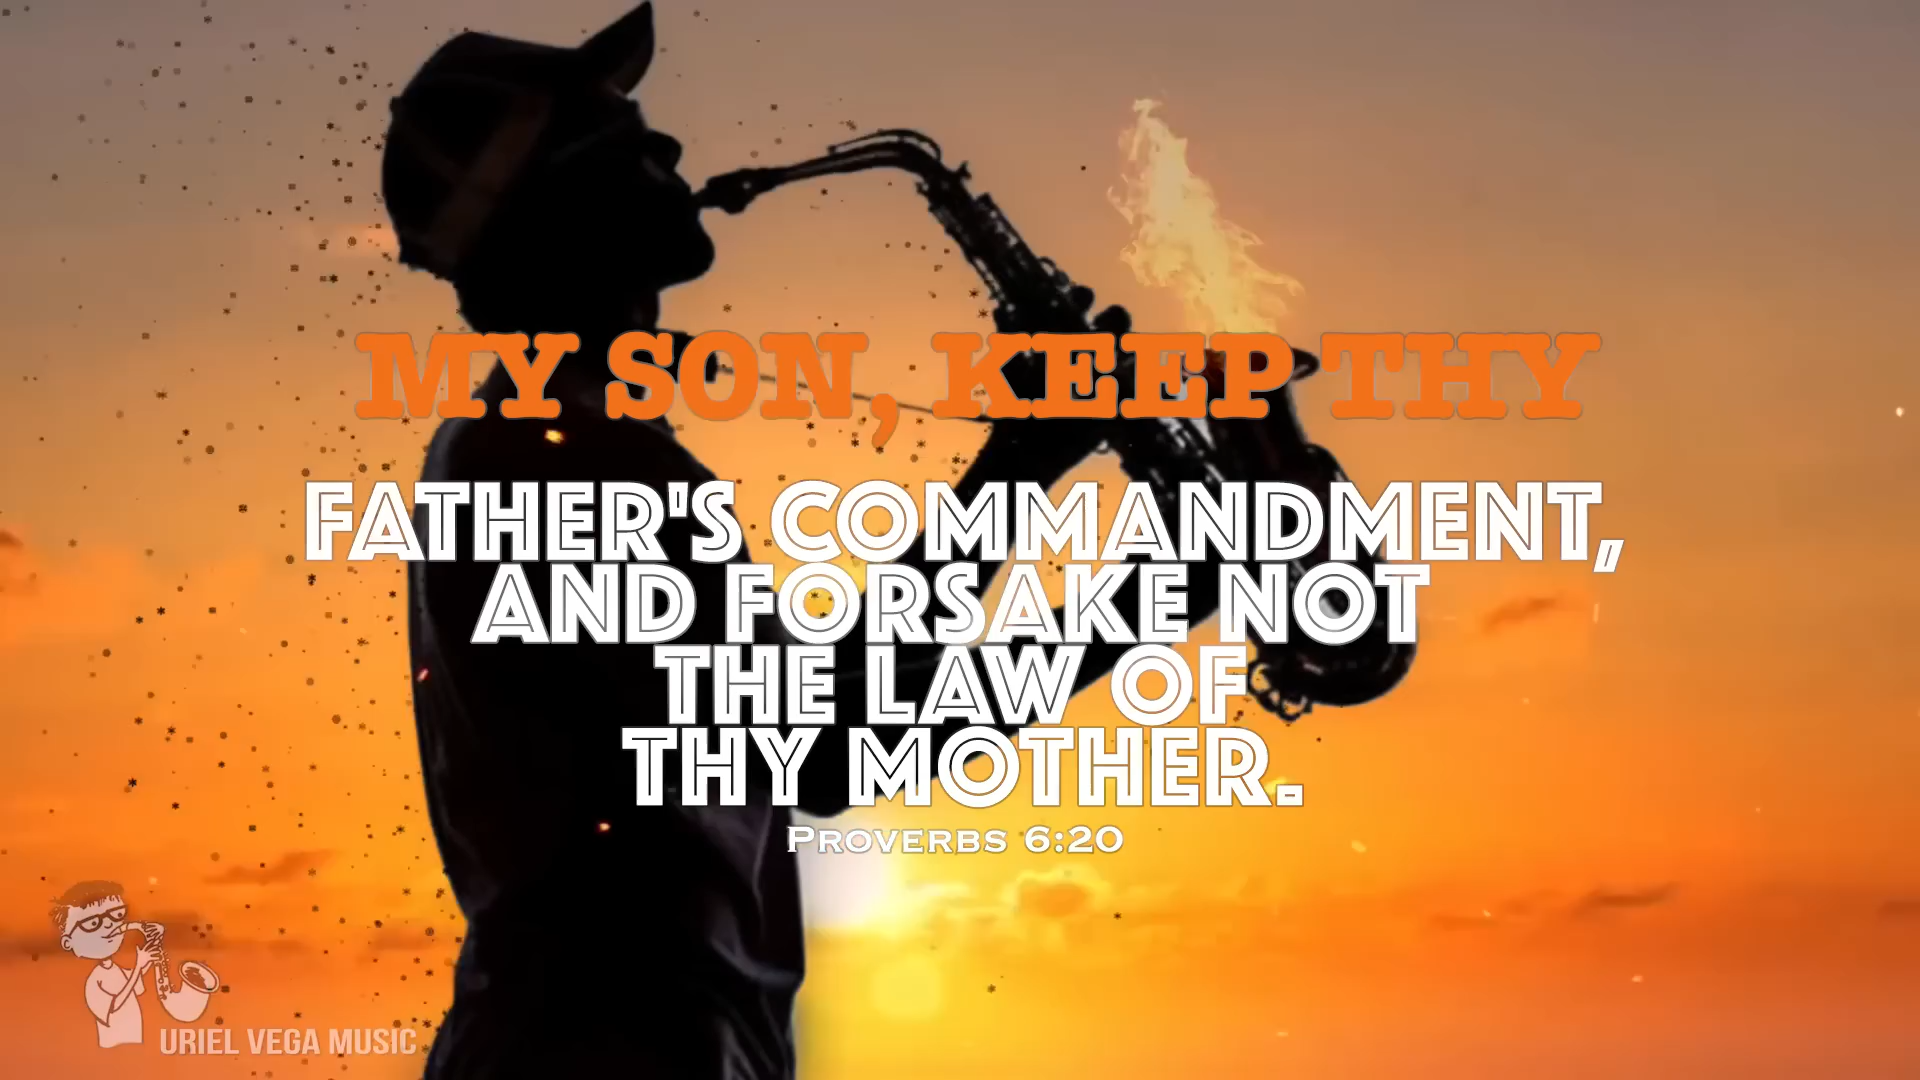 MY SON, KEEP THY
FATHER'S COMMANDMENT,
AND FORSAKE NOT
THE LAW OF
THY MOTHER.
PROVERBS 6:20
URIEL VEGA MUSIC